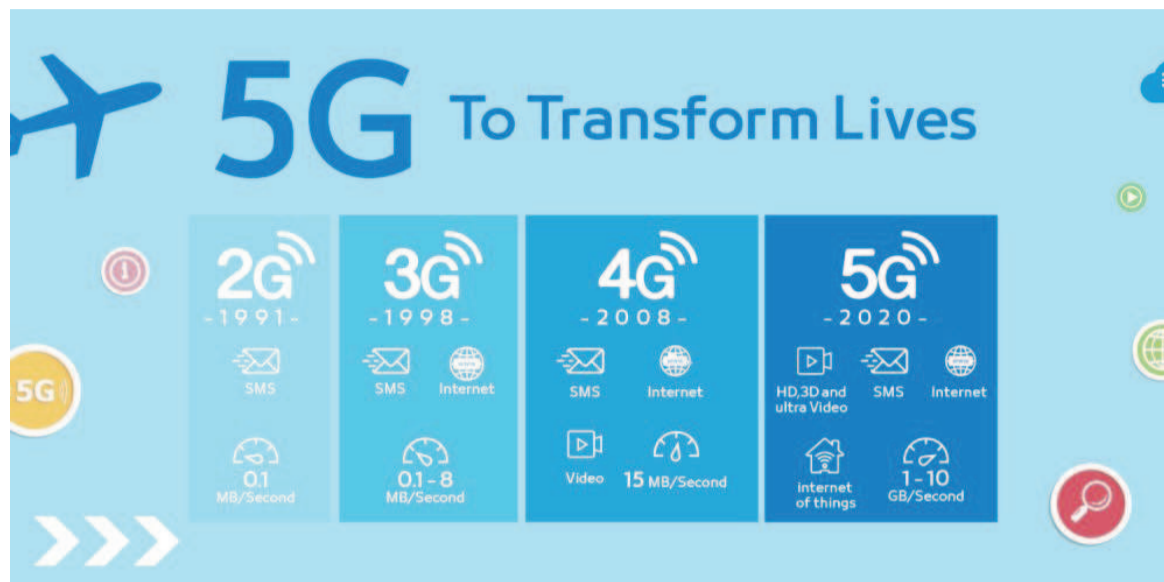 5G To Transform Lives
2G
- 1991 -
SMS
0.1
MB/Second
3G
- 1998 -
SMS Internet
0.1 - 8
MB/Second
4G
- 2008 -
SMS Internet
Video 15 MB/Second
5G
- 2020 -
HD,3D and
ultra Video
SMS Internet
internet
of things
1 - 10
GB/Second
5G